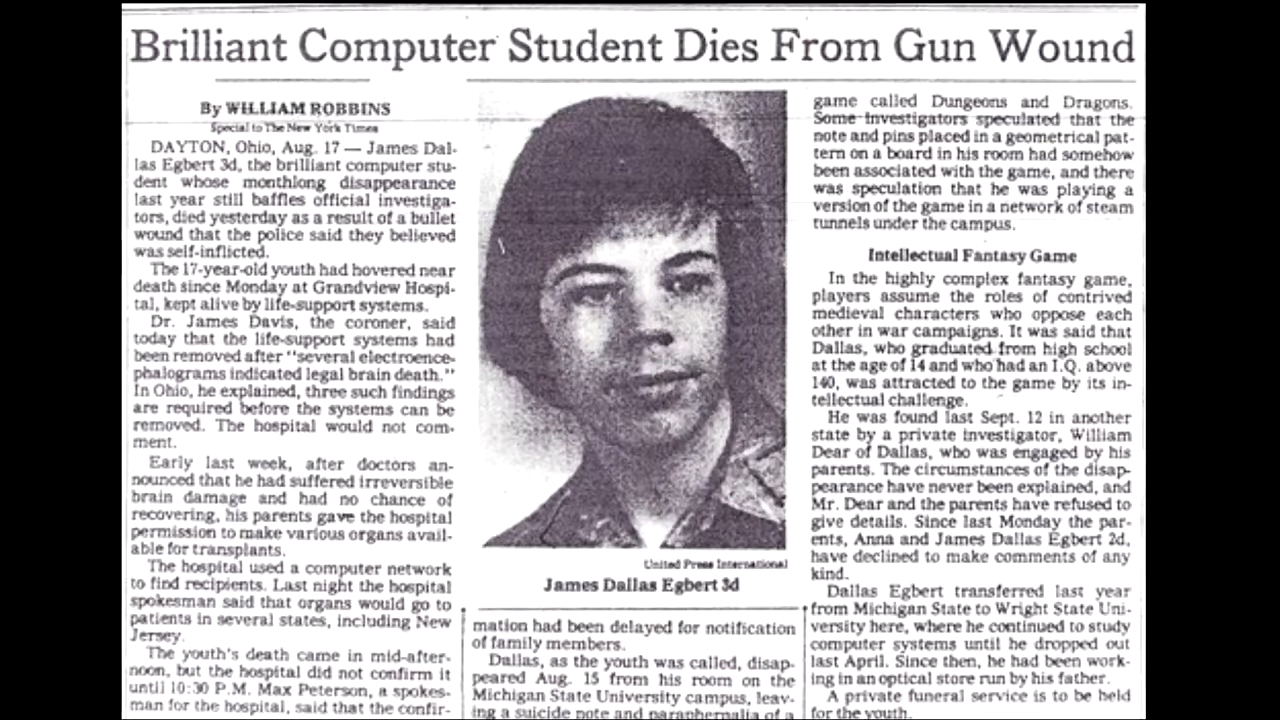 Brilliant Computer Student Dies From Gun Wound
By WILLIAM ROBBINS
Special to The New York Times
DAYTON, Ohio, Aug. 17 — James Dal-
las Egbert 3d, the brilliant computer stu-
dent whose monthlong disappearance
last year still baffles official investiga-
tors, died yesterday as a result of a bullet
wound that the police said they believed
was self-inflicted.
The 17-year-old youth had hovered near
death since Monday at Grandview Hospi-
tal, kept alive by life-support systems.
Dr. James Davis, the coroner, said
today that the life-support systems had
been removed after "several electroence-
phalograms indicated legal brain death."
In Ohio, he explained, three such findings
are required before the systems can be
removed. The hospital would not com-
ment.
Early last week, after doctors an-
nounced that he had suffered irreversible
brain damage and had no chance of
recovering, his parents gave the hospital
permission to make various organs avail-
able for transplants.
The hospital used a computer network
to find recipients. Last night the hospital
spokesman said that organs would go to
patients in several states, including New
Jersey.
The youth's death came in mid-after-
noon, but the hospital did not confirm it
until 10:30 P.M. Max Peterson, a spokes-
man for the hospital, said that the confir-
United Press International
James Dallas Egbert 3d
mation had been delayed for notification
of family members.
Dallas, as the youth was called, disap-
peared Aug. 15 from his room on the
Michigan State University campus, leav-
ing a suicide note and paraphernalia of a
game called Dungeons and Dragons.
Some investigators speculated that the
note and pins placed in a geometrical pat-
tern on a board in his room had somehow
been associated with the game, and there
was speculation that he was playing a
version of the game in a network of steam
tunnels under the campus.
Intellectual Fantasy Game
In the highly complex fantasy game,
players assume the roles of contrived
medieval characters who oppose each
other in war campaigns. It was said that
Dallas, who graduated from high school
at the age of 14 and who had an I.Q. above
140, was attracted to the game by its in-
tellectual challenge.
He was found last Sept. 12 in another
state by a private investigator, William
Dear of Dallas, who was engaged by his
parents. The circumstances of the disap-
pearance have never been explained, and
Mr. Dear and the parents have refused to
give details. Since last Monday the par-
ents, Anna and James Dallas Egbert 2d,
have declined to make comments of any
kind.
Dallas Egbert transferred last year
from Michigan State to Wright State Uni-
versity here, where he continued to study
computer systems until he dropped out
last April. Since then, he had been work-
ing in an optical store run by his father.
A private funeral service is to be held
for the youth.